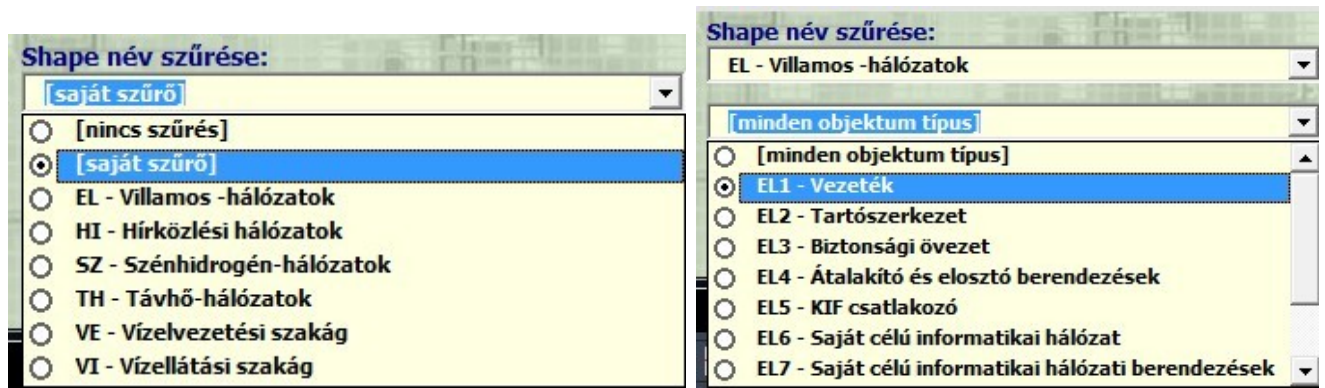 Shape név szűrése:
[saját szűrő]
[nincs szűrés]
[saját szűrő]
EL - Villamos -hálózatok
HI - Hírközlési hálózatok
SZ - Szénhidrogén-hálózatok
TH - Távhő-hálózatok
VE - Vízelvezetési szakág
VI - Vízellátási szakág
Shape név szűrése:
EL - Villamos -hálózatok
[minden objektum típus]
[minden objektum típus]
EL1 - Vezeték
EL2 - Tartószerkezet
EL3 - Biztonsági övezet
EL4 - Átalakító és elosztó berendezések
EL5 - KIF csatlakozó
EL6 - Saját célú informatikai hálózat
EL7 - Saját célú informatikai hálózati berendezések